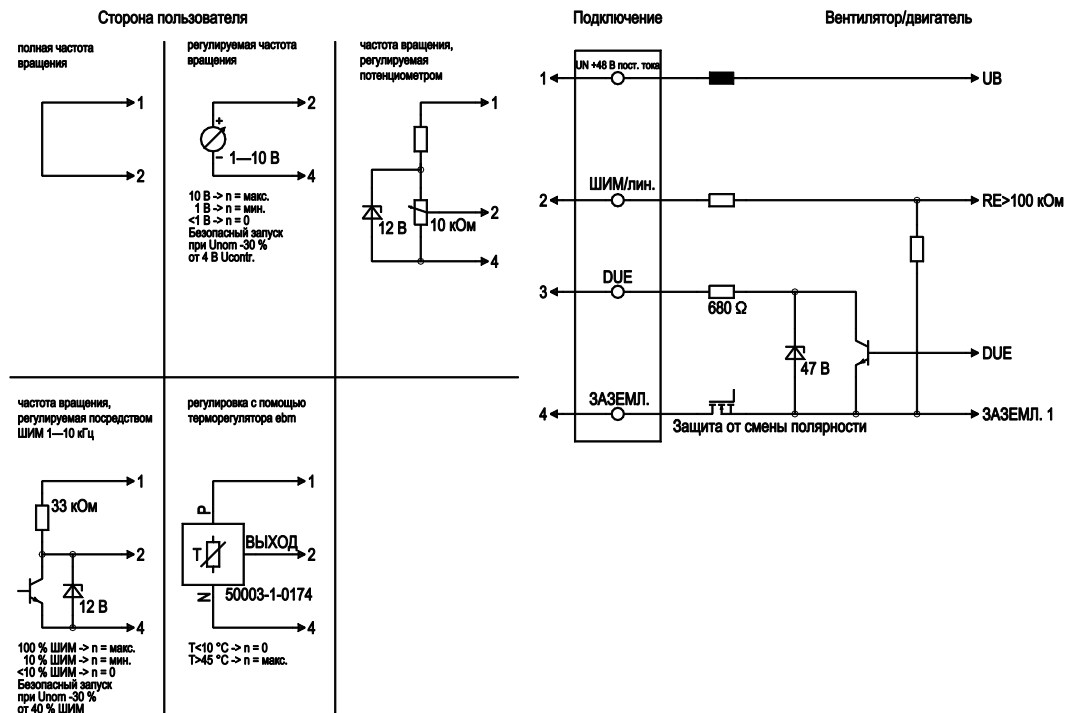 Сторона пользователя
Подключение
Вентилятор/двигатель
полная частота
вращения
1
2
регулируемая частота
вращения
2
+
–
1—10 В
4
10 В -> n = макс.
1 В -> n = мин.
<1 В -> n = 0
Безопасный запуск
при Unom -30 %
от 4 В Ucontr.
частота вращения,
регулируемая
потенциометром
1
2
12 В
10 кОм
4
частота вращения,
регулируемая посредством
ШИМ 1—10 кГц
1
33 кОм
2
12 В
4
100 % ШИМ -> n = макс.
10 % ШИМ -> n = мин.
<10 % ШИМ -> n = 0
Безопасный запуск
при Unom -30 %
от 40 % ШИМ
регулировка с помощью
терморегулятора ebm
1
P
T
ВЫХОД
2
N
50003-1-0174
4
T<10 °C -> n = 0
T>45 °C -> n = макс.
UN +48 В пост. тока
1
UB
ШИМ/лин.
2
RE>100 кОм
DUE
3
680 Ω
47 В
DUE
ЗАЗЕМЛ.
4
ЗАЗЕМЛ. 1
Защита от смены полярности